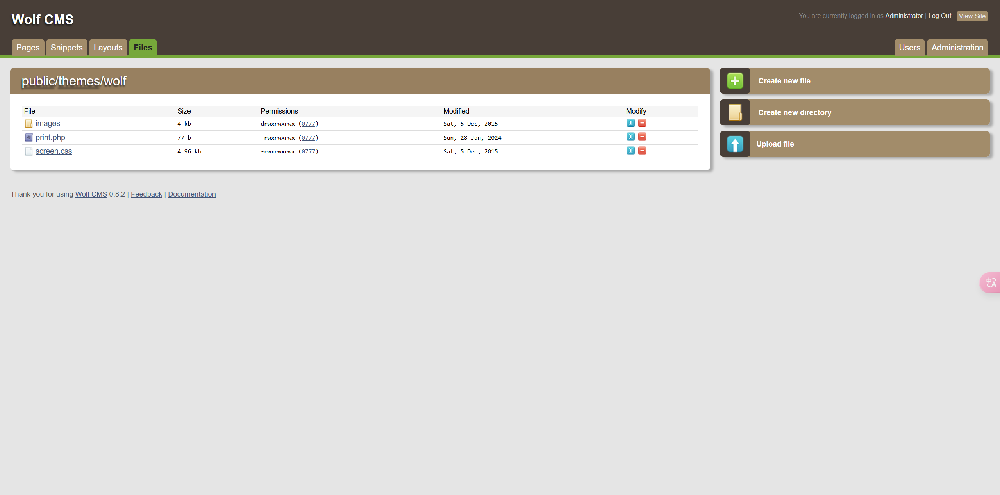 Wolf CMS
You are currently logged in as Administrator | Log Out | View Site
Pages Snippets Layouts Files Users Administration
public/themes/wolf
File Size Permissions Modified Modify
images 4 kb drwxrwxrwx (0777) Sat, 5 Dec, 2015
print.php 77 b -rwxrwxrwx (0777) Sun, 28 Jan, 2024
screen.css 4.96 kb -rwxrwxrwx (0777) Sat, 5 Dec, 2015
Create new file
Create new directory
Upload file
Thank you for using Wolf CMS 0.8.2 | Feedback | Documentation
中A